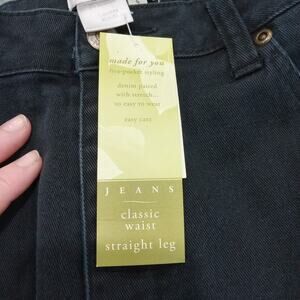 made for you
five-pocket styling
denim paired
with stretch...
so easy to wear
easy care
JEANS
classic
waist
straight leg